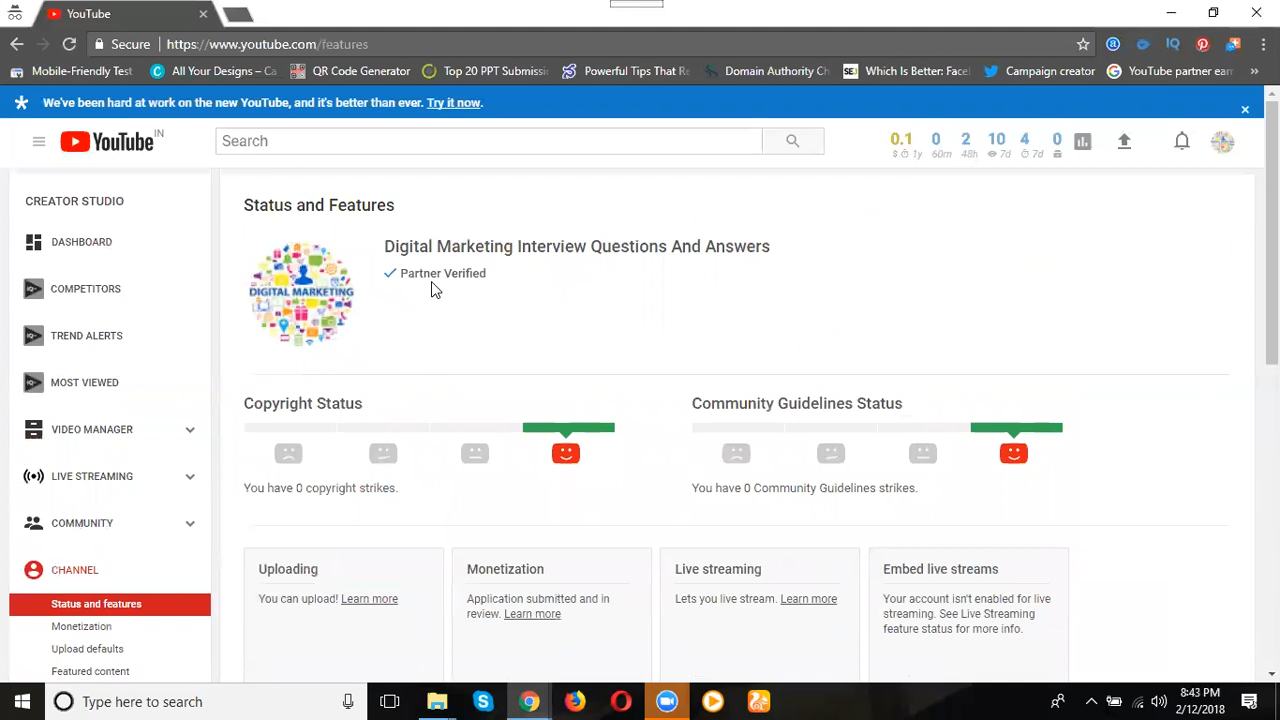 YouTube
Secure
https://www.youtube.com/features
Mobile-Friendly Test
All Your Designs – Ca
QR Code Generator
Top 20 PPT Submissi
Powerful Tips That Re
Domain Authority Ch
Which Is Better: Facel
Campaign creator
YouTube partner earn
We've been hard at work on the new YouTube, and it's better than ever. Try it now.
YouTube IN
Search
0.1 0 2 10 4 0
$ 1y 60m 48h 7d 7d
CREATOR STUDIO
DASHBOARD
COMPETITORS
TREND ALERTS
MOST VIEWED
VIDEO MANAGER
LIVE STREAMING
COMMUNITY
CHANNEL
Status and features
Monetization
Upload defaults
Featured content
Status and Features
DIGITAL MARKETING
Digital Marketing Interview Questions And Answers
Partner Verified
Copyright Status
You have 0 copyright strikes.
Community Guidelines Status
You have 0 Community Guidelines strikes.
Uploading
You can upload! Learn more
Monetization
Application submitted and in
review. Learn more
Live streaming
Lets you live stream. Learn more
Embed live streams
Your account isn't enabled for live
streaming. See Live Streaming
feature status for more info.
Type here to search
8:43 PM
2/12/2018